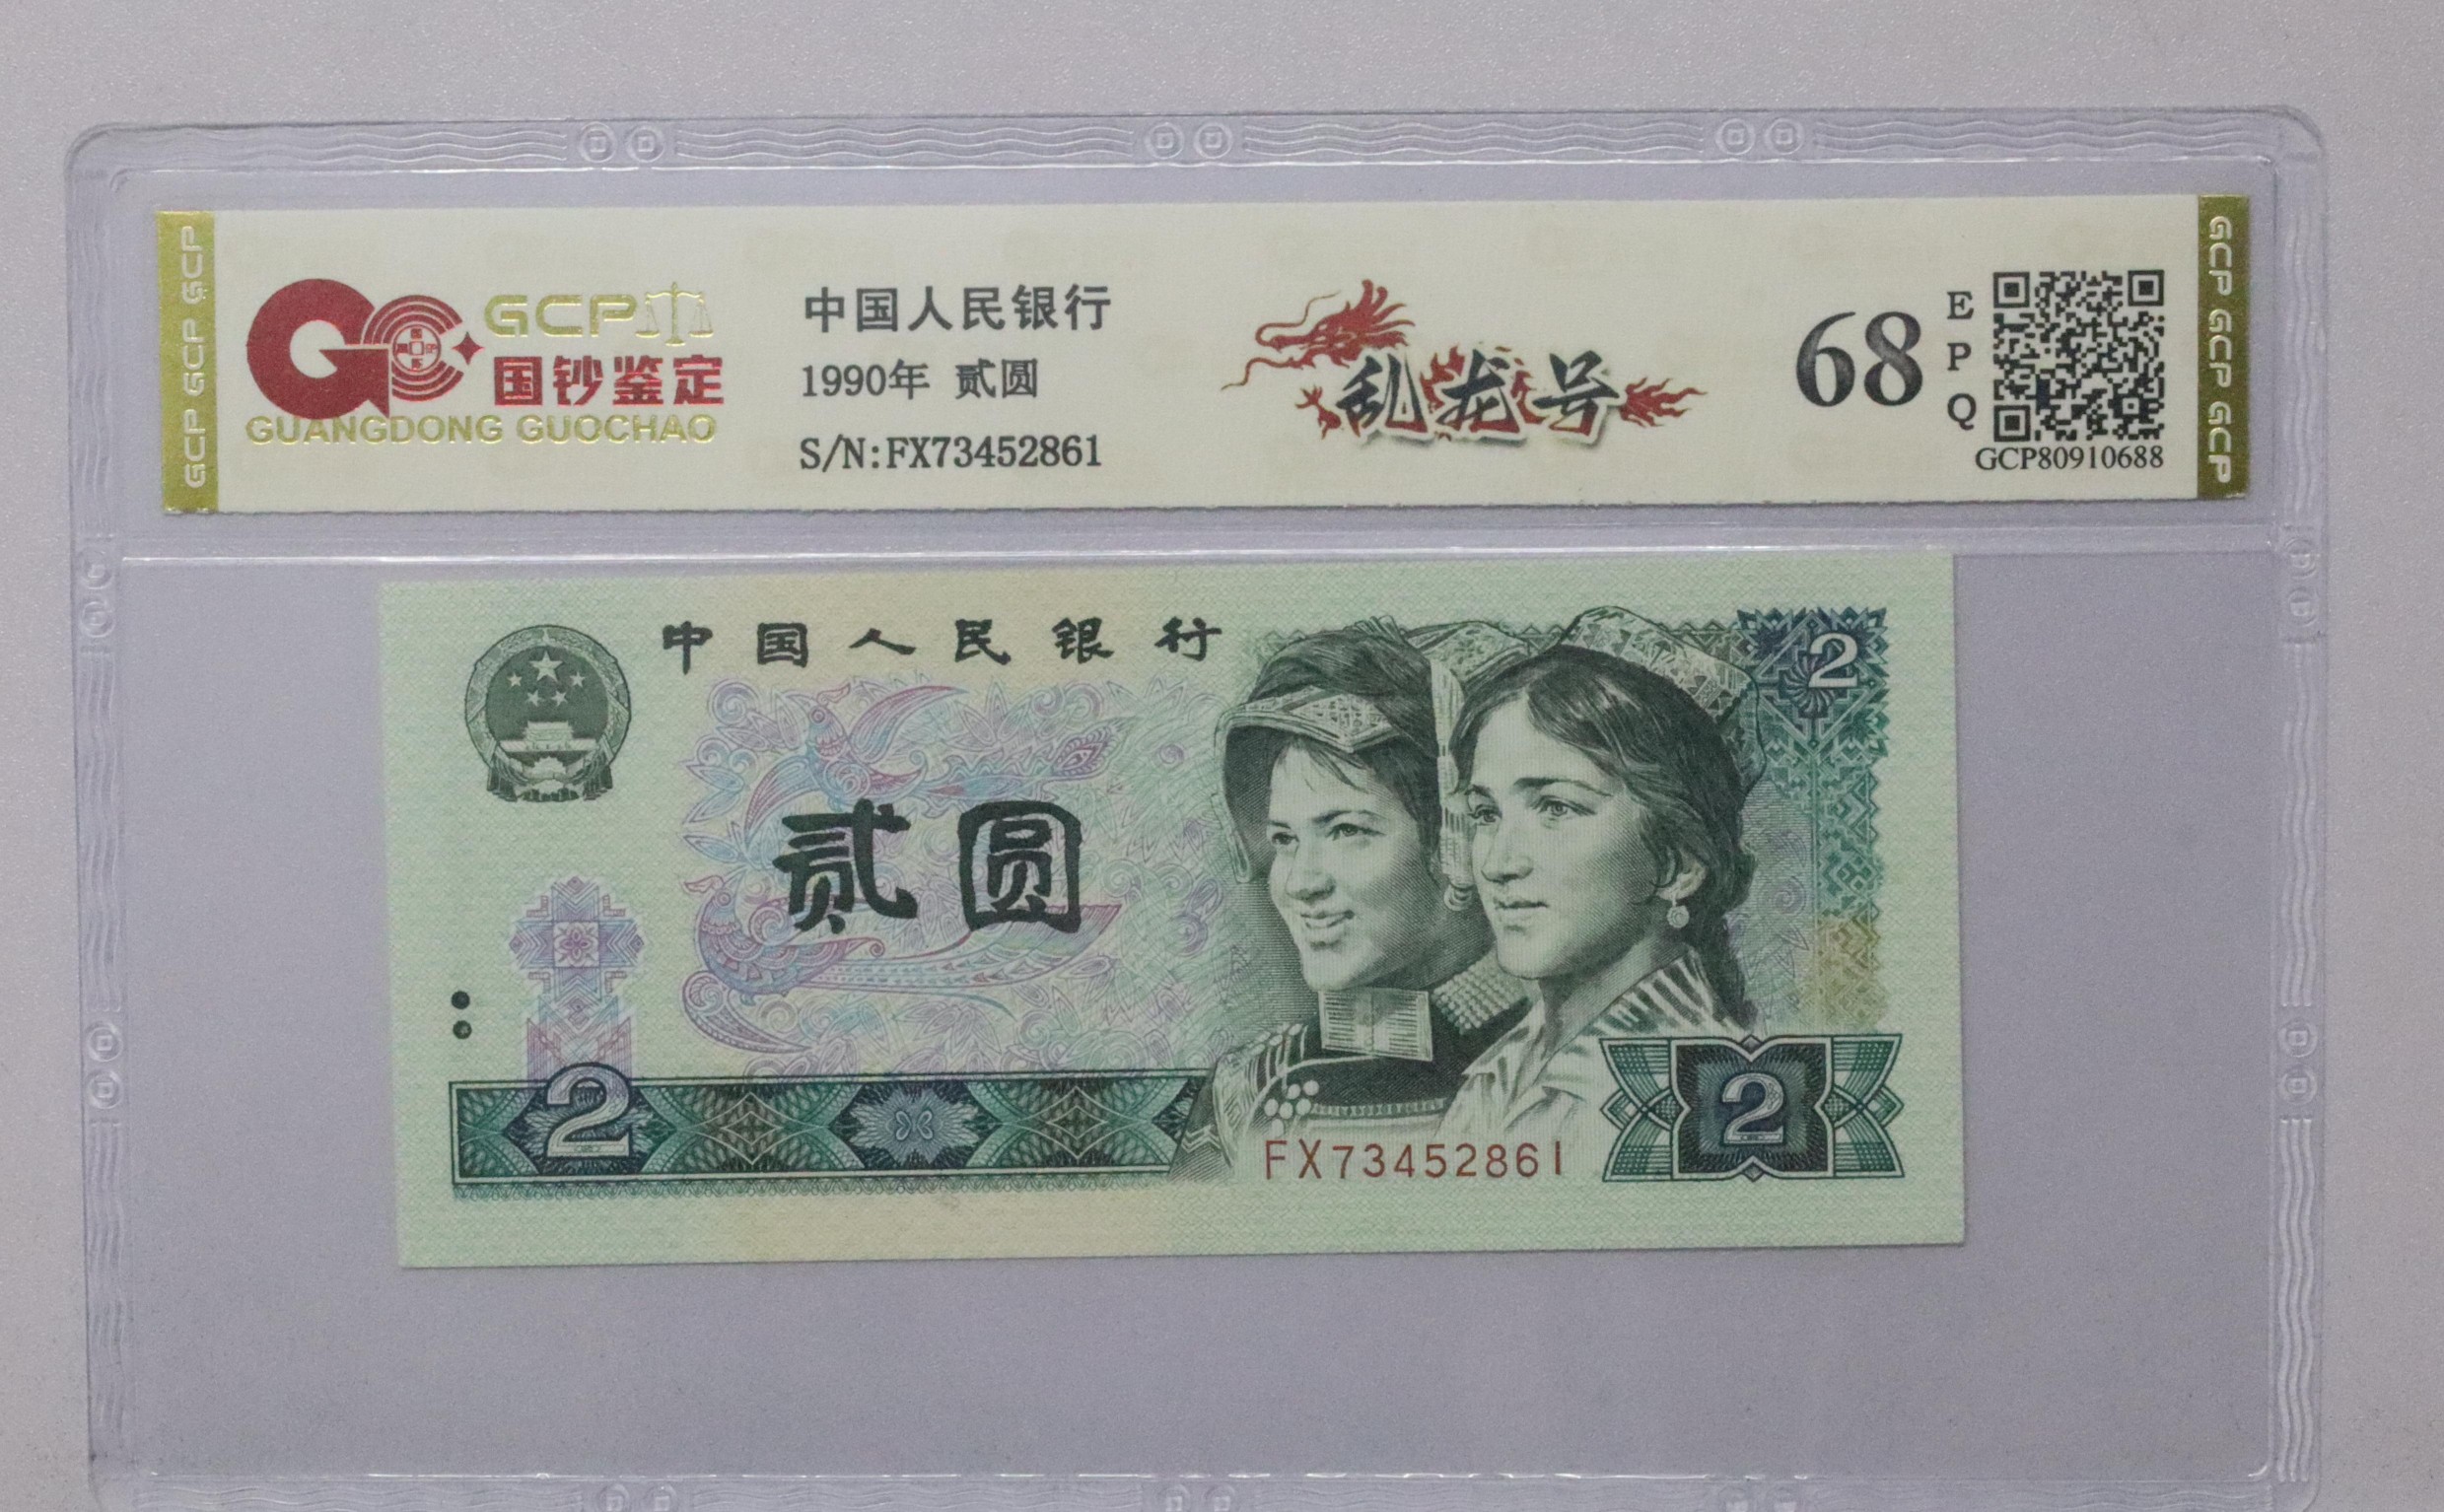 GCP GCP GCP
GCP
国钞鉴定
GUANGDONG GUOCHAO
中国人民银行
1990年 贰圆
S/N:FX73452861
乱龙号
68
EPQ
GCP80910688
GCP GCP GCP
中国人民银行
2
贰圆
2
2
FX73452861